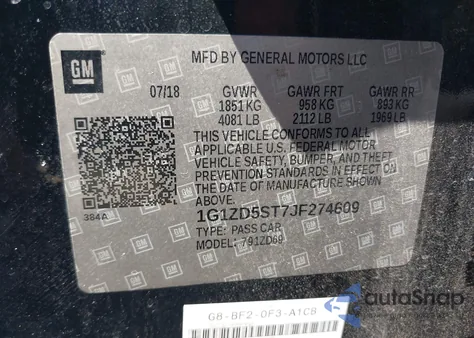 GM
MFD BY GENERAL MOTORS LLC
07/18 GVWR GAWR FRT GAWR RR
1851 KG 958 KG 893 KG
4081 LB 2112 LB 1969 LB
THIS VEHICLE CONFORMS TO ALL
APPLICABLE U.S. FEDERAL MOTOR
VEHICLE SAFETY, BUMPER, AND THEFT
PREVENTION STANDARDS IN EFFECT ON
THE DATE OF MANUFACTURE SHOWN
ABOVE.
384A
1G1ZD5ST7JF274609
TYPE: PASS CAR
MODEL: 791ZD69
G8-BF2-DF3-A1C8
autoSnap